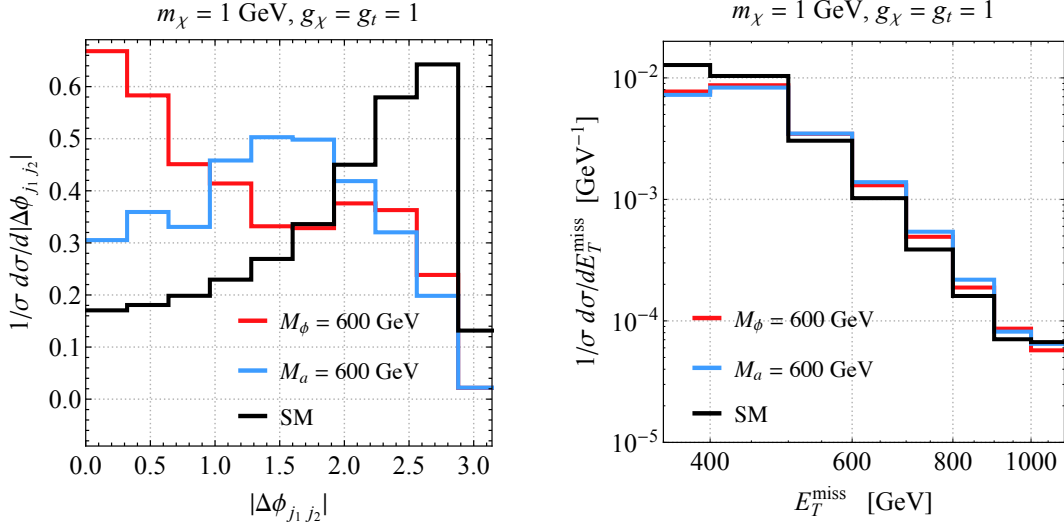 m_χ = 1 GeV, g_χ = g_t = 1
1/σ dσ/d|Δϕ_{j_1 j_2}|
0.6
0.5
0.4
0.3
0.2
0.1
0.0
M_ϕ = 600 GeV
M_a = 600 GeV
SM
0.0 0.5 1.0 1.5 2.0 2.5 3.0
|Δϕ_{j_1 j_2}|
m_χ = 1 GeV, g_χ = g_t = 1
1/σ dσ/dE_T^miss [GeV^−1]
10^−2
10^−3
10^−4
10^−5
M_ϕ = 600 GeV
M_a = 600 GeV
SM
400 600 800 1000
E_T^miss [GeV]